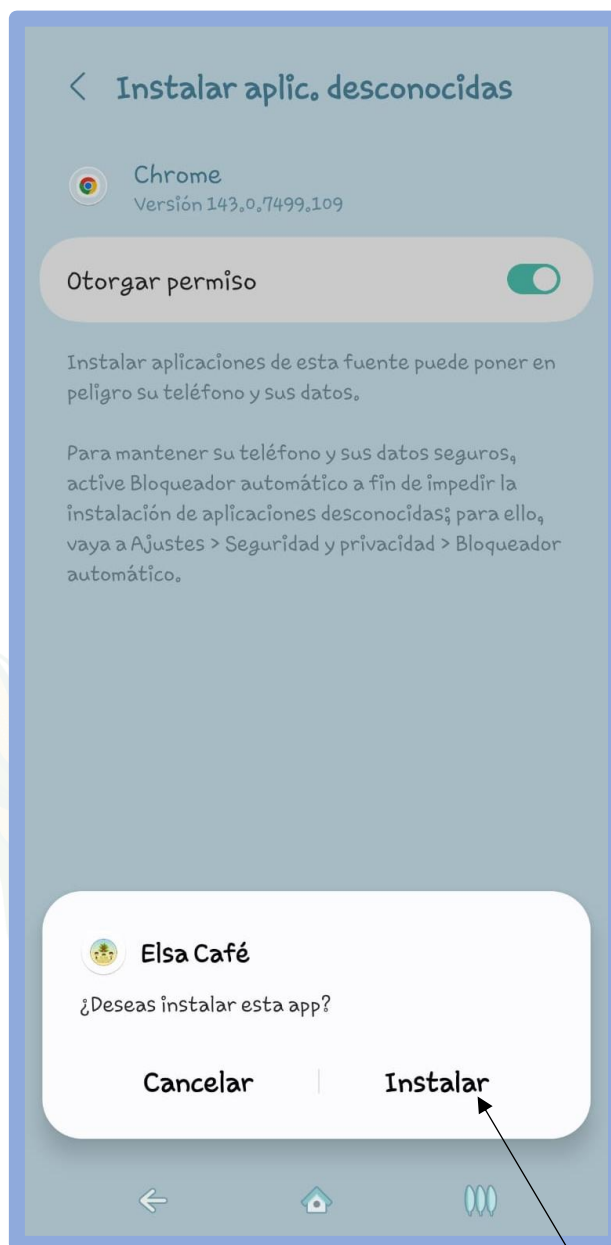 Instalar aplic. desconocidas
Chrome
Versión 143.0.7499.109
Otorgar permiso
Instalar aplicaciones de esta fuente puede poner en
peligro su teléfono y sus datos.
Para mantener su teléfono y sus datos seguros,
active Bloqueador automático a fin de impedir la
instalación de aplicaciones desconocidas; para ello,
vaya a Ajustes > Seguridad y privacidad > Bloqueador
automático.
Elsa Café
¿Deseas instalar esta app?
Cancelar
Instalar